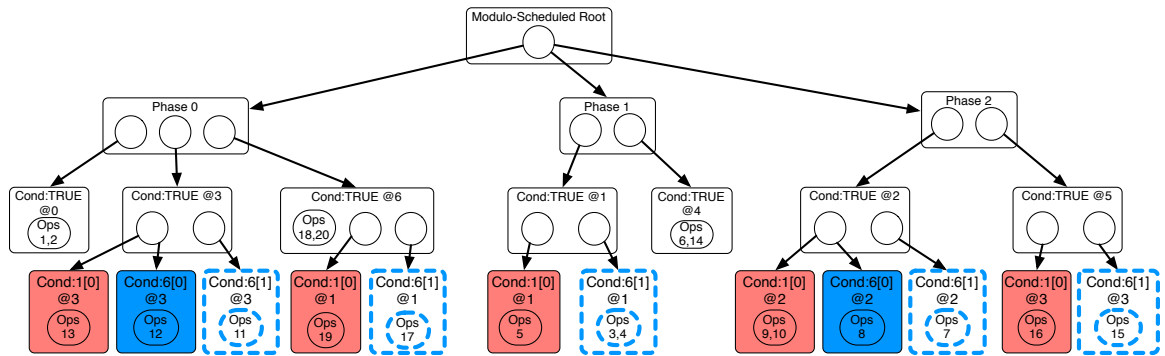 Modulo-Scheduled Root
Phase 0
Phase 1
Phase 2
Cond:TRUE
@0
Ops
1,2
Cond:TRUE @3
Cond:TRUE @6
Ops
18,20
Cond:TRUE @1
Cond:TRUE
@4
Ops
6,14
Cond:TRUE @2
Cond:TRUE @5
Cond:1[0]
@3
Ops
13
Cond:6[0]
@3
Ops
12
Cond:6[1]
@3
Ops
11
Cond:1[0]
@1
Ops
19
Cond:6[1]
@1
Ops
17
Cond:1[0]
@1
Ops
5
Cond:6[1]
@1
Ops
3,4
Cond:1[0]
@2
Ops
9,10
Cond:6[0]
@2
Ops
8
Cond:6[1]
@2
Ops
7
Cond:1[0]
@3
Ops
16
Cond:6[1]
@3
Ops
15